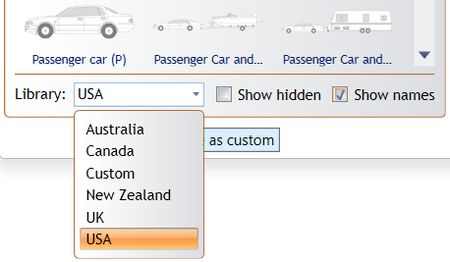 Passenger car (P) Passenger Car and... Passenger Car and...
Library: USA Show hidden Show names
Australia
as custom
Canada
Custom
New Zealand
UK
USA